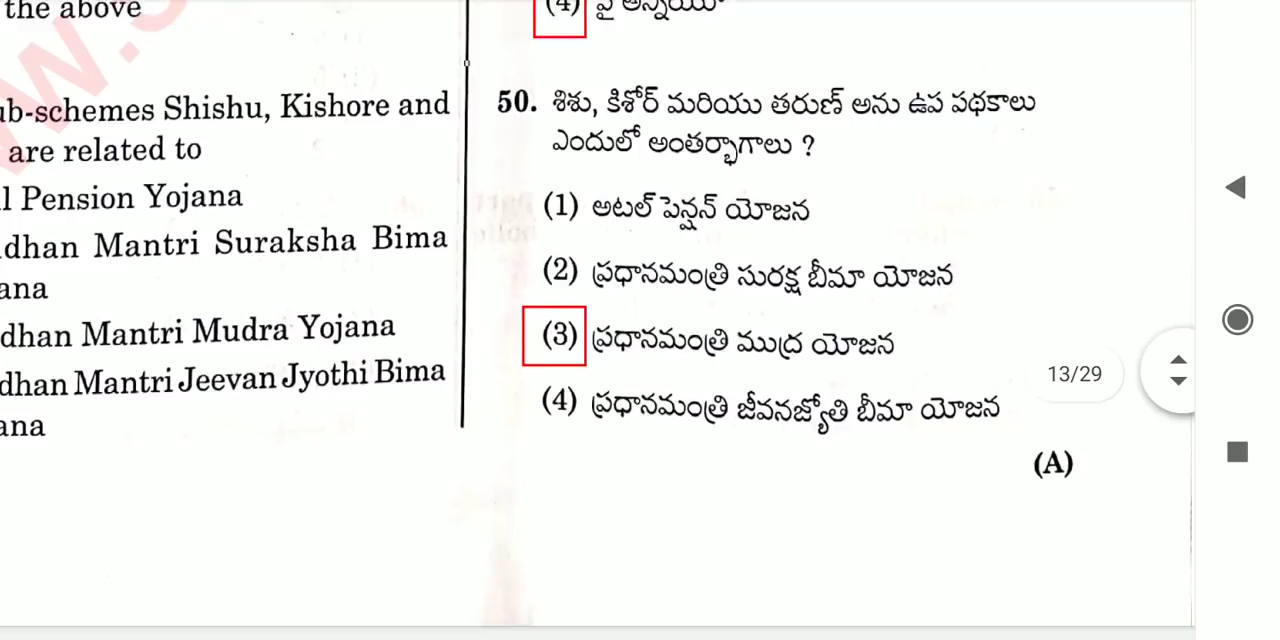 the above
ub-schemes Shishu, Kishore and
are related to
l Pension Yojana
dhan Mantri Suraksha Bima
ana
dhan Mantri Mudra Yojana
dhan Mantri Jeevan Jyothi Bima
ana
(4) పై అన్నియు
50. శిశు, కిశోర్ మరియు తరుణ్ అను ఉప పథకాలు
ఎందులో అంతర్భాగాలు ?
(1) అటల్ పెన్షన్ యోజన
(2) ప్రధానమంత్రి సురక్ష బీమా యోజన
(3) ప్రధానమంత్రి ముద్ర యోజన
(4) ప్రధానమంత్రి జీవనజ్యోతి బీమా యోజన
(A)
13/29